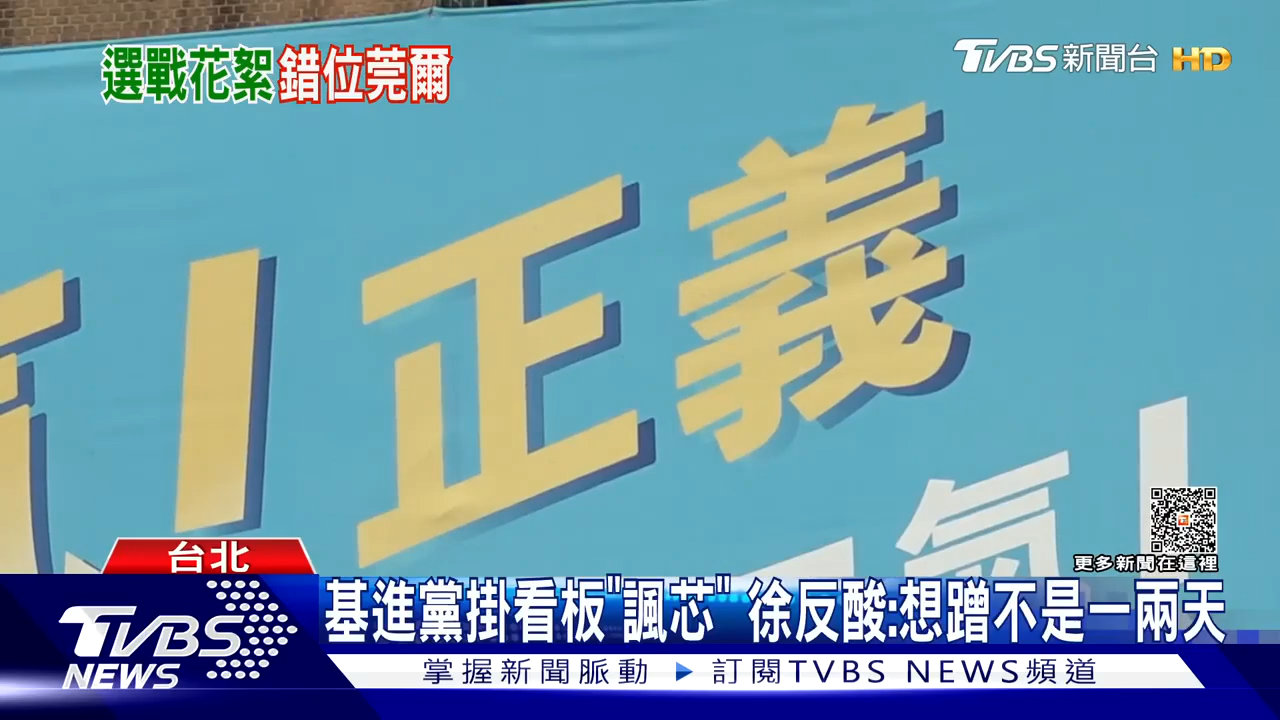 選戰花絮 錯位莞爾
TVBS新聞台 HD
正義
氣
更多新聞在這裡
台北
基進黨掛看板"諷芯" 徐反酸:想蹭不是一兩天
TVBS NEWS
掌握新聞脈動 ▶ 訂閱TVBS NEWS頻道